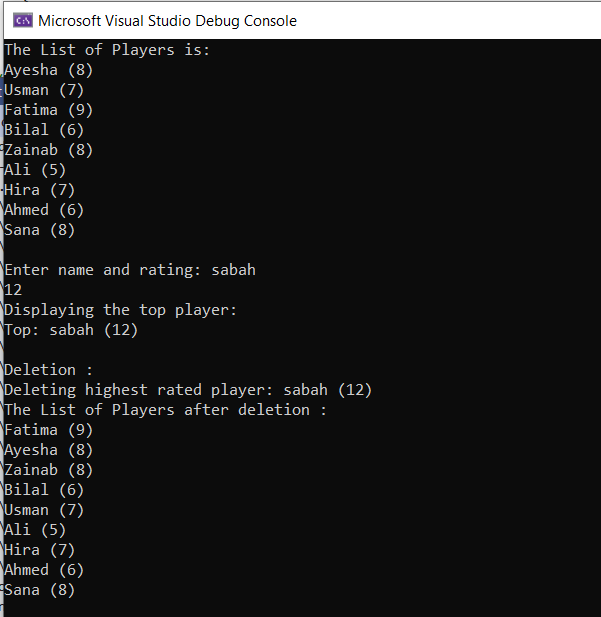 Microsoft Visual Studio Debug Console
The List of Players is:
Ayesha (8)
Usman (7)
Fatima (9)
Bilal (6)
Zainab (8)
Ali (5)
Hira (7)
Ahmed (6)
Sana (8)
Enter name and rating: sabah
12
Displaying the top player:
Top: sabah (12)
Deletion :
Deleting highest rated player: sabah (12)
The List of Players after deletion :
Fatima (9)
Ayesha (8)
Zainab (8)
Bilal (6)
Usman (7)
Ali (5)
Hira (7)
Ahmed (6)
Sana (8)